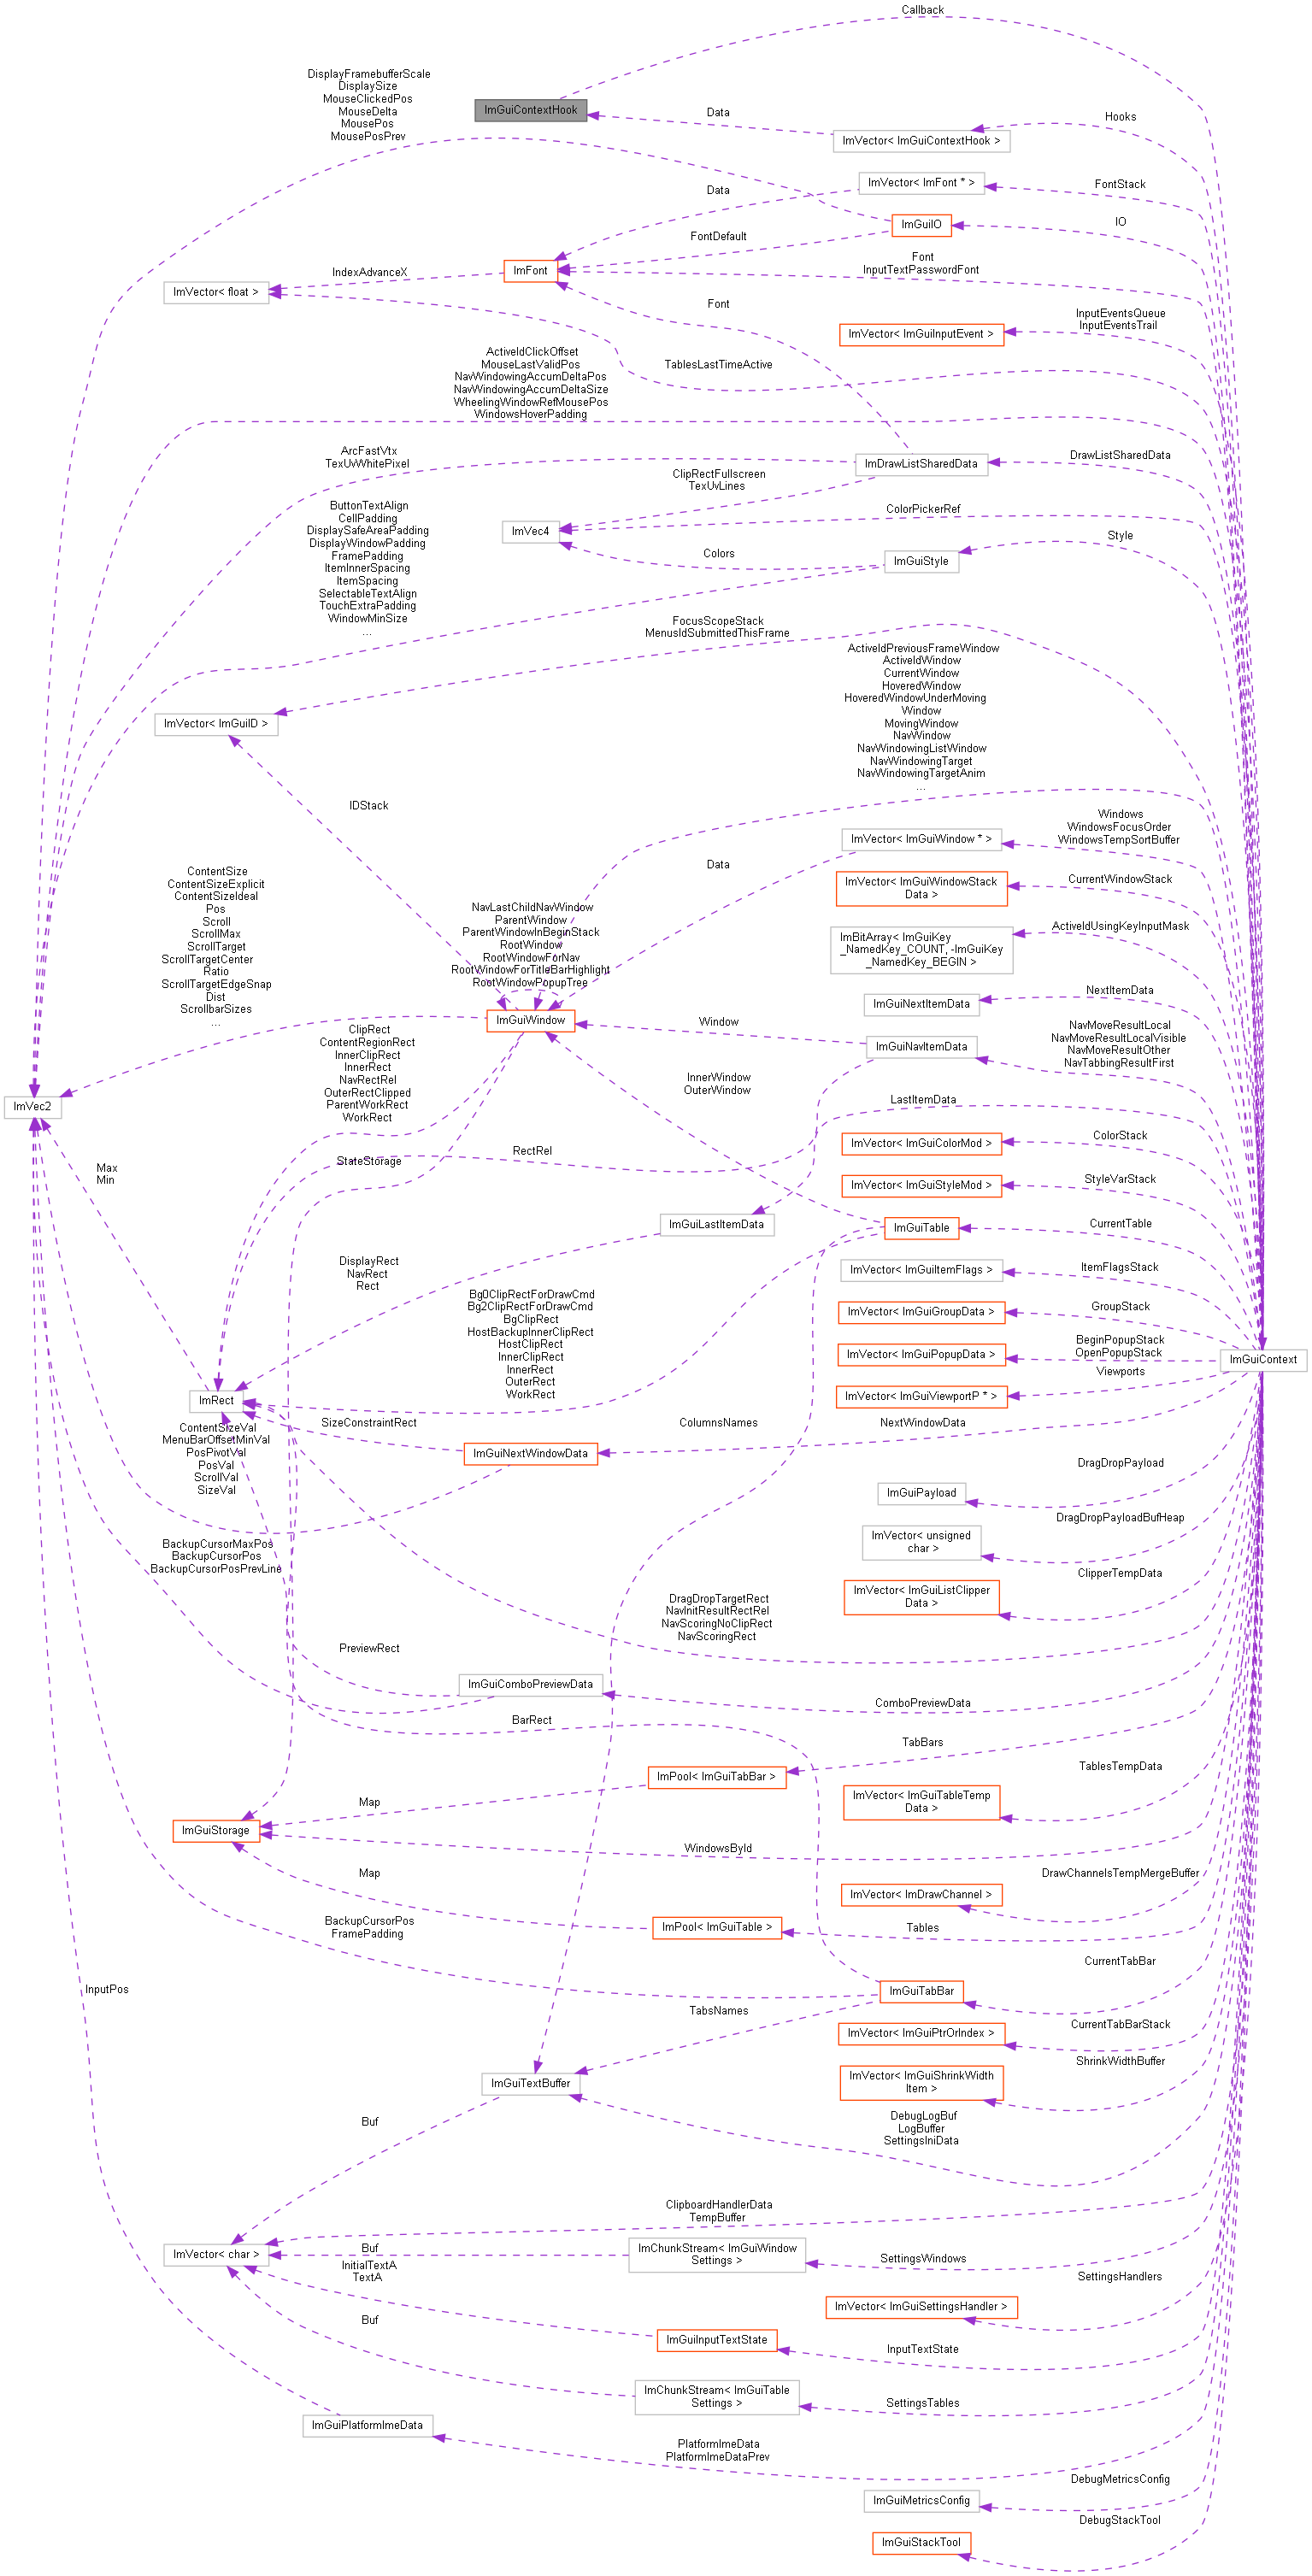 Callback
DisplayFramebufferScale
DisplaySize
MouseClickedPos
MouseDelta
MousePos
MousePosPrev
ImGuiContextHook
Data
Hooks
ImVector< ImGuiContextHook >
ImVector< ImFont * >
FontStack
Data
ImGuiIO
IO
FontDefault
Font
InputTextPasswordFont
ImFont
IndexAdvanceX
ImVector< float >
Font
InputEventsQueue
InputEventsTrail
ImVector< ImGuiInputEvent >
ActiveIdClickOffset
MouseLastValidPos
NavWindowingAccumDeltaPos
NavWindowingAccumDeltaSize
WheelingWindowRefMousePos
WindowsHoverPadding
TablesLastTimeActive
ArcFastVtx
TexUvWhitePixel
ImDrawListSharedData
DrawListSharedData
ClipRectFullscreen
TexUvLines
ButtonTextAlign
CellPadding
DisplaySafeAreaPadding
DisplayWindowPadding
FramePadding
ItemInnerSpacing
ItemSpacing
SelectableTextAlign
TouchExtraPadding
WindowMinSize
...
ImVec4
ColorPickerRef
Colors
ImGuiStyle
Style
FocusScopeStack
MenusIdSubmittedThisFrame
ImVector< ImGuiID >
ActiveIdPreviousFrameWindow
ActiveIdWindow
CurrentWindow
HoveredWindow
HoveredWindowUnderMoving
Window
MovingWindow
NavWindow
NavWindowingListWindow
NavWindowingTarget
NavWindowingTargetAnim
...
IDStack
Windows
WindowsFocusOrder
WindowsTempSortBuffer
ImVector< ImGuiWindow * >
Data
ContentSize
ContentSizeExplicit
ContentSizeIdeal
Pos
Scroll
ScrollMax
ScrollTarget
ScrollTargetCenter
Ratio
ScrollTargetEdgeSnap
Dist
ScrollbarSizes
...
ImVector< ImGuiWindowStack
Data >
CurrentWindowStack
NavLastChildNavWindow
ParentWindow
ParentWindowInBeginStack
RootWindow
RootWindowForNav
RootWindowForTitleBarHighlight
RootWindowPopupTree
ImBitArray< ImGuiKey
_NamedKey_COUNT, -ImGuiKey
_NamedKey_BEGIN >
ActiveIdUsingKeyInputMask
ImGuiNextItemData
NextItemData
ImGuiWindow
Window
ImGuiNavItemData
NavMoveResultLocal
NavMoveResultLocalVisible
NavMoveResultOther
NavTabbingResultFirst
ClipRect
ContentRegionRect
InnerClipRect
InnerRect
NavRectRel
OuterRectClipped
ParentWorkRect
WorkRect
InnerWindow
OuterWindow
LastItemData
ImVec2
ImVector< ImGuiColorMod >
ColorStack
StateStorage
RectRel
Max
Min
ImVector< ImGuiStyleMod >
StyleVarStack
ImGuiLastItemData
ImGuiTable
CurrentTable
DisplayRect
NavRect
Rect
ImVector< ImGuiItemFlags >
ItemFlagsStack
Bg0ClipRectForDrawCmd
Bg2ClipRectForDrawCmd
BgClipRect
HostBackupInnerClipRect
HostClipRect
InnerClipRect
InnerRect
OuterRect
WorkRect
ImVector< ImGuiGroupData >
GroupStack
ImVector< ImGuiPopupData >
BeginPopupStack
OpenPopupStack
ImGuiContext
ImVector< ImGuiViewportP * >
Viewports
ImRect
SizeConstraintRect
ColumnsNames
NextWindowData
ContentSizeVal
MenuBarOffsetMinVal
PosPivotVal
PosVal
ScrollVal
SizeVal
ImGuiNextWindowData
ImGuiPayload
DragDropPayload
ImVector< unsigned
char >
DragDropPayloadBufHeap
BackupCursorMaxPos
BackupCursorPos
BackupCursorPosPrevLine
ImVector< ImGuiListClipper
Data >
ClipperTempData
DragDropTargetRect
NavInitResultRectRel
NavScoringNoClipRect
NavScoringRect
PreviewRect
ImGuiComboPreviewData
ComboPreviewData
BarRect
TabBars
ImPool< ImGuiTabBar >
TablesTempData
ImVector< ImGuiTableTemp
Data >
Map
ImGuiStorage
WindowsById
Map
DrawChannelsTempMergeBuffer
ImVector< ImDrawChannel >
BackupCursorPos
FramePadding
ImPool< ImGuiTable >
Tables
CurrentTabBar
InputPos
ImGuiTabBar
TabsNames
ImVector< ImGuiPtrOrIndex >
CurrentTabBarStack
ShrinkWidthBuffer
ImGuiTextBuffer
ImVector< ImGuiShrinkWidth
Item >
Buf
DebugLogBuf
LogBuffer
SettingsIniData
ClipboardHandlerData
TempBuffer
ImVector< char >
Buf
ImChunkStream< ImGuiWindow
Settings >
SettingsWindows
InitialTextA
TextA
SettingsHandlers
ImVector< ImGuiSettingsHandler >
Buf
ImGuiInputTextState
InputTextState
ImChunkStream< ImGuiTable
Settings >
SettingsTables
ImGuiPlatformImeData
PlatformImeData
PlatformImeDataPrev
DebugMetricsConfig
ImGuiMetricsConfig
DebugStackTool
ImGuiStackTool